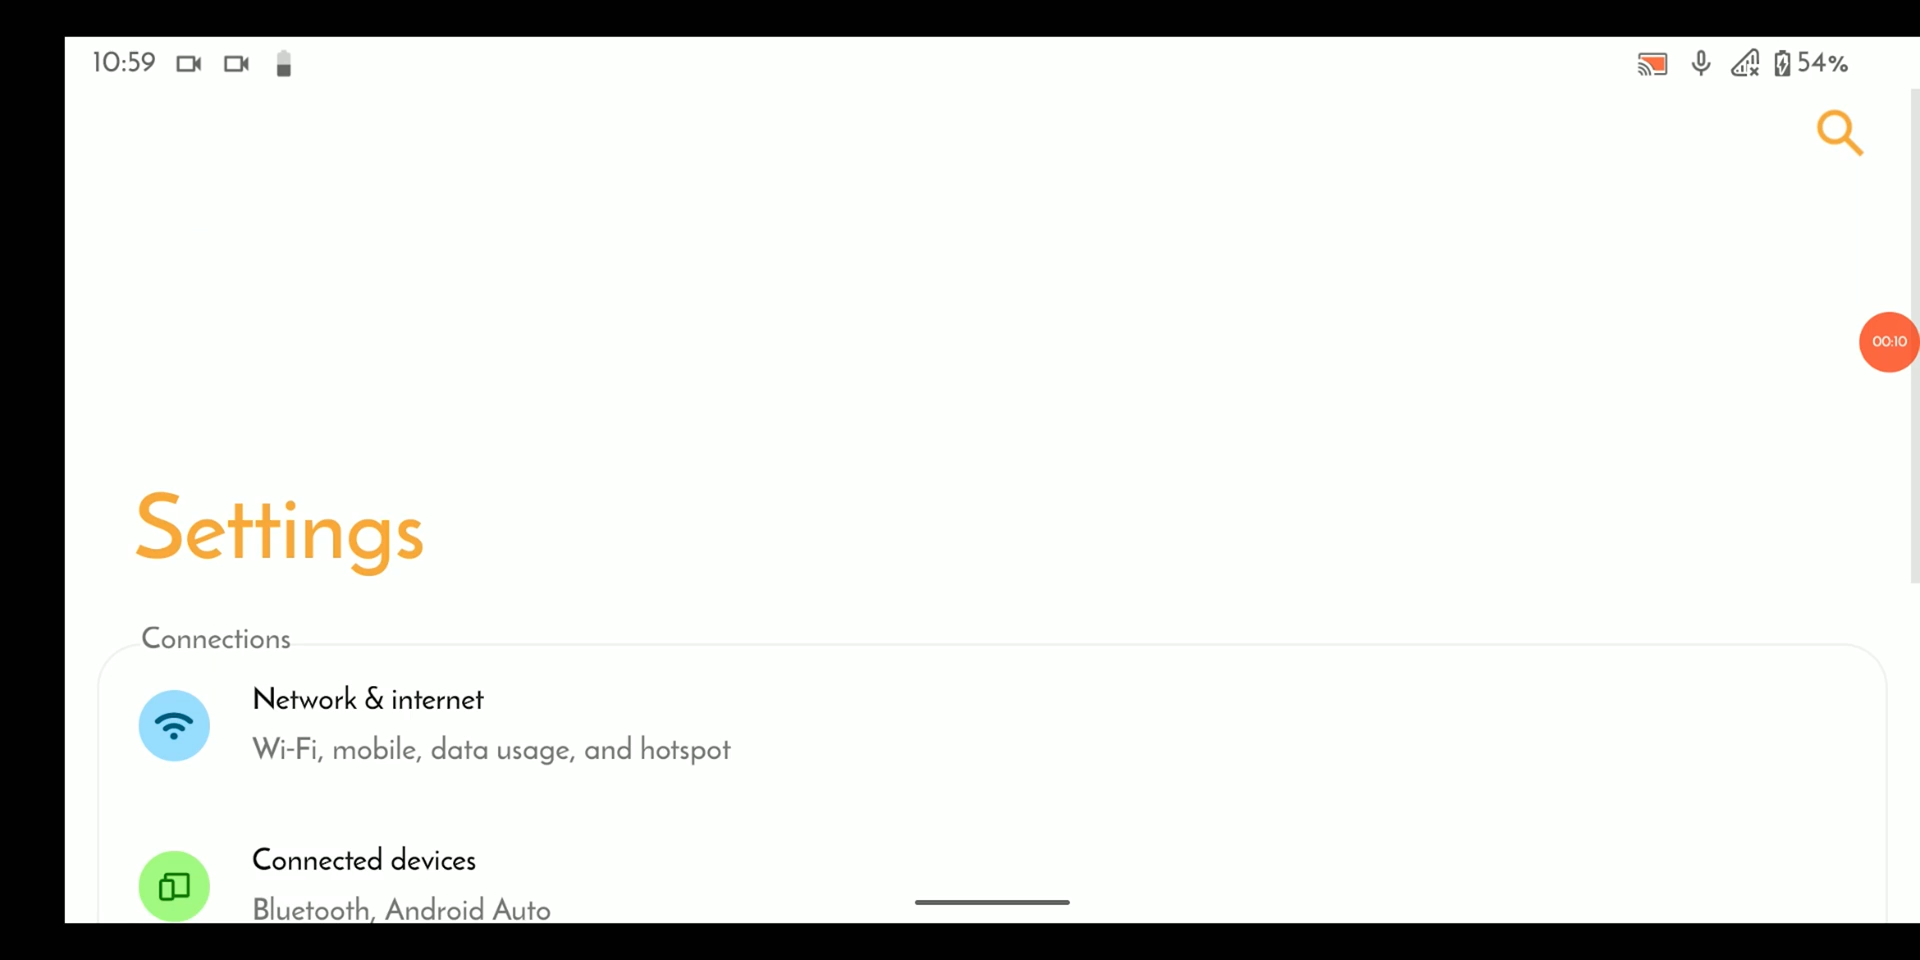 10:59
54%
00:10
Settings
Connections
Network & internet
Wi-Fi, mobile, data usage, and hotspot
Connected devices
Bluetooth, Android Auto